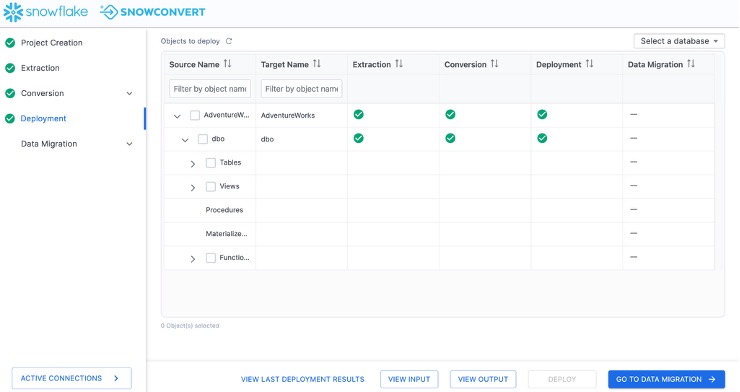 snowflake SNOWCONVERT
Project Creation
Extraction
Conversion
Deployment
Data Migration
Objects to deploy
Select a database
Source Name Target Name Extraction Conversion Deployment Data Migration
Filter by object name Filter by object name
AdventureW... AdventureWorks —
dbo dbo —
Tables —
Views —
Procedures —
Materialize... —
Functio... —
0 Object(s) selected
ACTIVE CONNECTIONS
VIEW LAST DEPLOYMENT RESULTS VIEW INPUT VIEW OUTPUT DEPLOY GO TO DATA MIGRATION